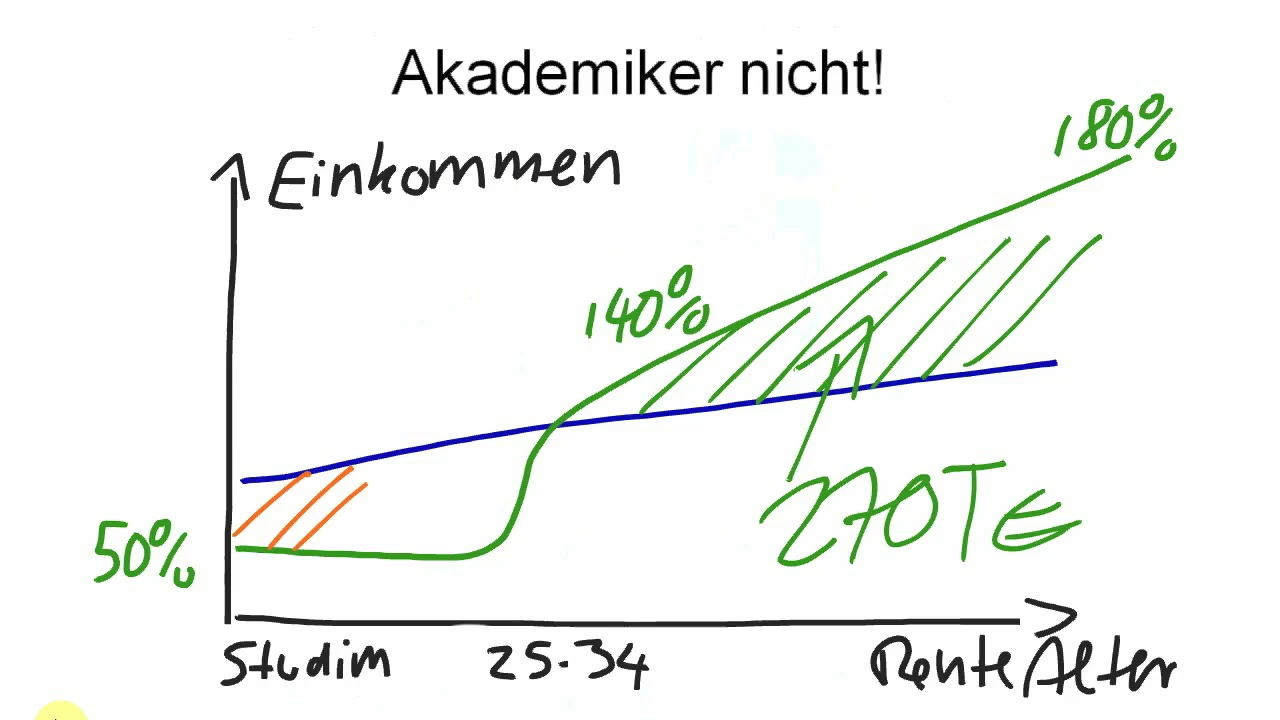 Akademiker nicht!
Einkommen
180%
140%
270T€
50%
Studim
25-34
Rente/Alter